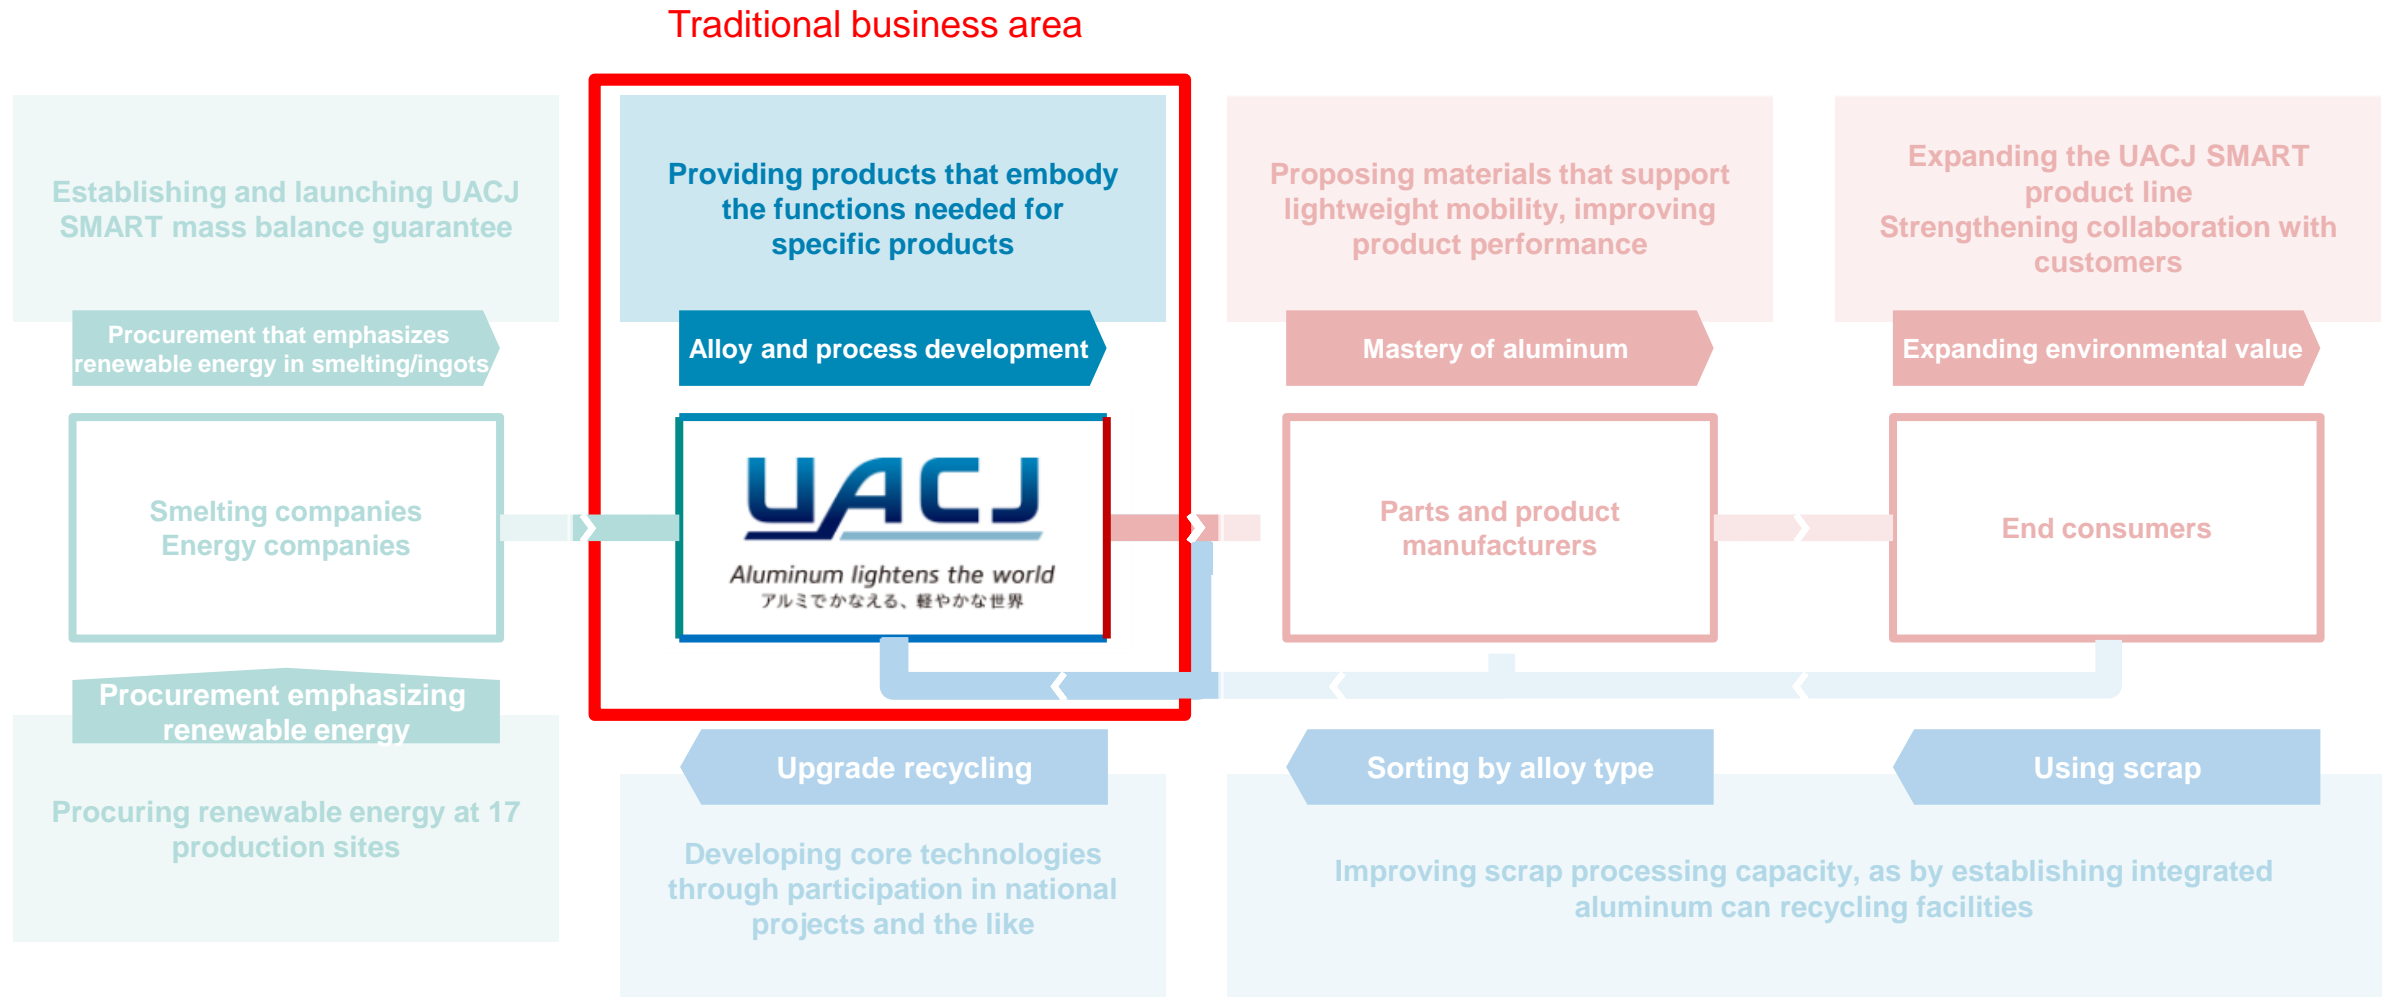 Traditional business area
Establishing and launching UACJ
SMART mass balance guarantee
Procurement that emphasizes
renewable energy in smelting/ingots
Smelting companies
Energy companies
Procurement emphasizing
renewable energy
Procuring renewable energy at 17
production sites
Providing products that embody
the functions needed for
specific products
Alloy and process development
UACJ
Aluminum lightens the world
アルミでかなえる、軽やかな世界
Upgrade recycling
Developing core technologies
through participation in national
projects and the like
Proposing materials that support
lightweight mobility, improving
product performance
Mastery of aluminum
Parts and product
manufacturers
Sorting by alloy type
Expanding the UACJ SMART
product line
Strengthening collaboration with
customers
Expanding environmental value
End consumers
Using scrap
Improving scrap processing capacity, as by establishing integrated
aluminum can recycling facilities